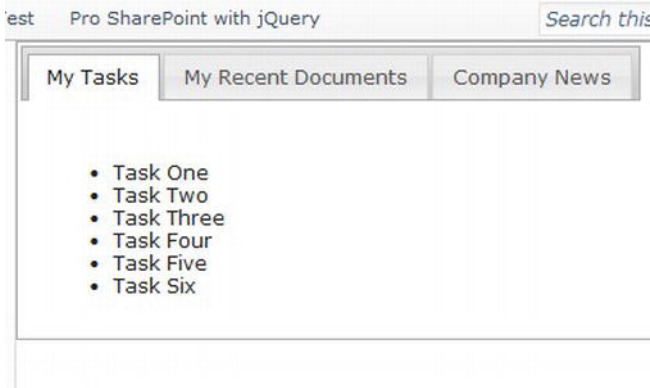 est Pro SharePoint with jQuery Search this
My Tasks My Recent Documents Company News
Task One
Task Two
Task Three
Task Four
Task Five
Task Six